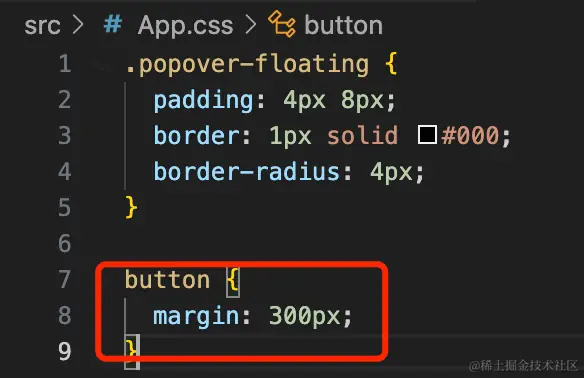 src > # App.css > button
1 .popover-floating {
2 padding: 4px 8px;
3 border: 1px solid #000;
4 border-radius: 4px;
5 }
6
7 button {
8 margin: 300px;
9 }
@稀土掘金技术社区